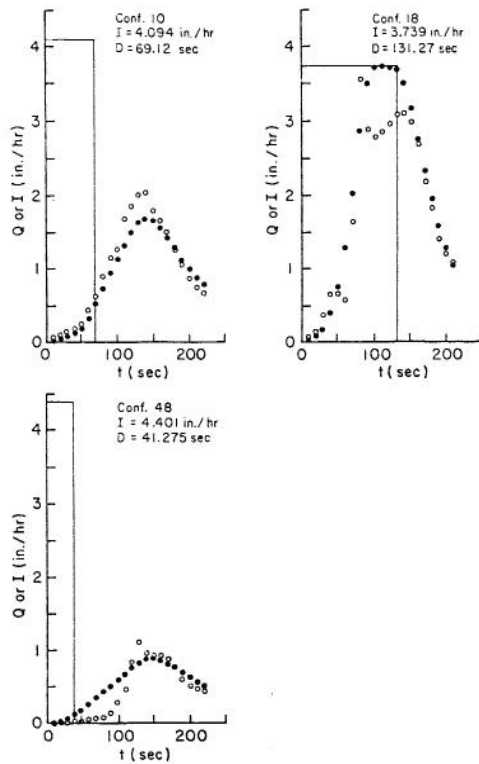 Conf. 10
I = 4.094 in./hr
D = 69.12 sec
4
3
2
1
0
Q or I (in./hr)
0
100
200
t (sec)
Conf. 18
I = 3.739 in./hr
D = 131.27 sec
4
3
2
1
0
Q or I (in./hr)
0
100
200
t (sec)
Conf. 48
I = 4.401 in./hr
D = 41.275 sec
4
3
2
1
0
Q or I (in./hr)
0
100
200
t (sec)